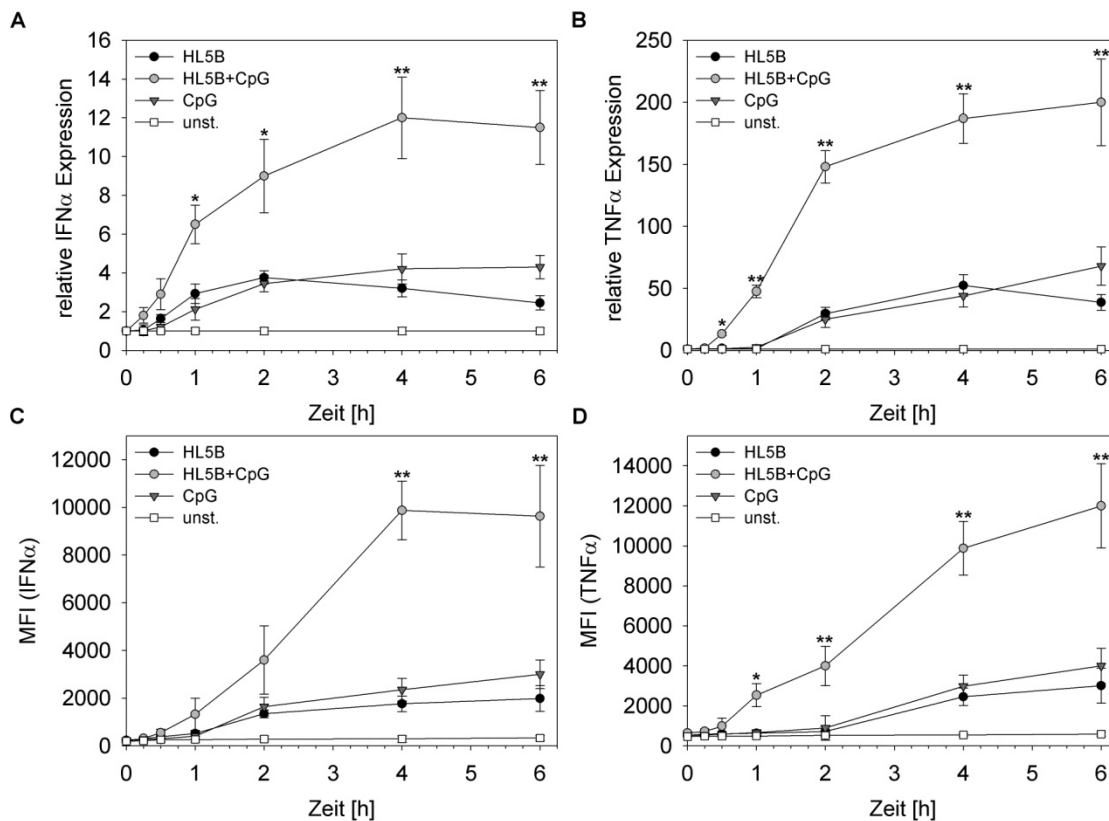 A
16
14
12
10
8
6
4
2
0
relative IFNα Expression
HL5B
HL5B+CpG
CpG
unst.
*
*
**
**
0 1 2 3 4 5 6
Zeit [h]
B
250
200
150
100
50
0
relative TNFα Expression
HL5B
HL5B+CpG
CpG
unst.
*
**
**
**
**
0 1 2 3 4 5 6
Zeit [h]
C
12000
10000
8000
6000
4000
2000
0
MFI (IFNα)
HL5B
HL5B+CpG
CpG
unst.
**
**
0 1 2 3 4 5 6
Zeit [h]
D
14000
12000
10000
8000
6000
4000
2000
0
MFI (TNFα)
HL5B
HL5B+CpG
CpG
unst.
*
**
**
**
0 1 2 3 4 5 6
Zeit [h]